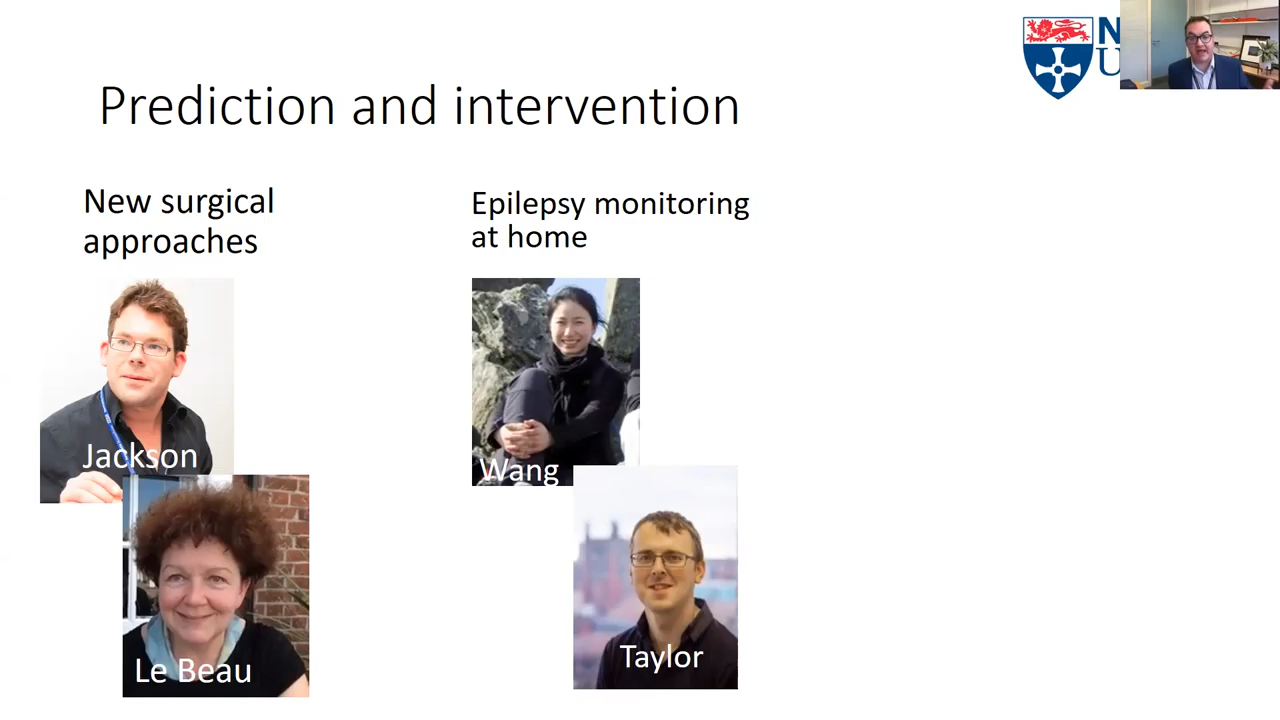 Prediction and intervention
New surgical
approaches
Epilepsy monitoring
at home
Jackson
Le Beau
Wang
Taylor
N
U